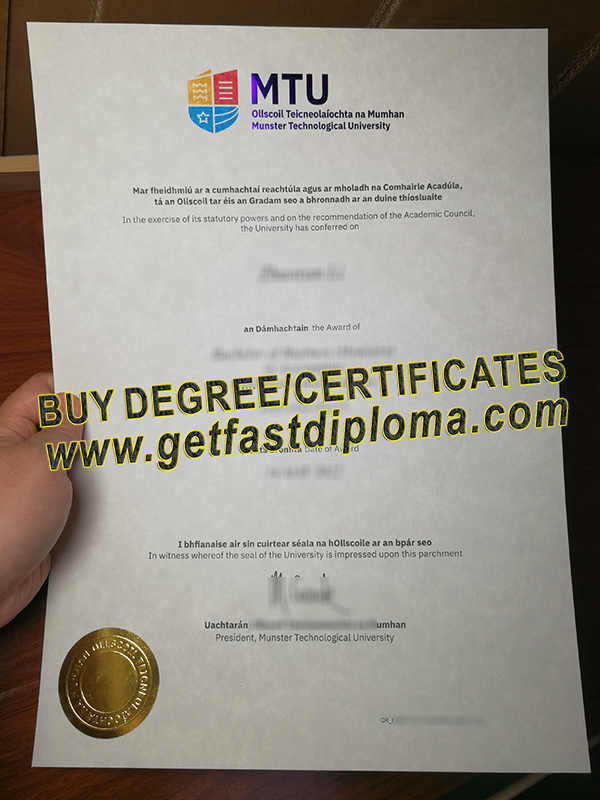 MTU
Ollscoil Teicneolaíochta na Mumhan
Munster Technological University
Mar fheidhmiú ar a cumhachtaí reachtúla agus ar mholadh na Comhairle Acadúla,
tá an Ollscoil tar éis an Gradam seo a bhronnadh ar an duine thíosluaite
In the exercise of its statutory powers and on the recommendation of the Academic Council,
the University has conferred on
an Dámhachtain the Award of
BUY DEGREE/CERTIFICATES
www.getfastdiploma.com
Date of Award
I bhfianaise air sin cuirtear séala na hOllscoile ar an bpár seo
In witness whereof the seal of the University is impressed upon this parchment
Uachtarán
President, Munster Technological University
OLLSCOIL TEICNEOLAÍOCHTA NA MUMHAN